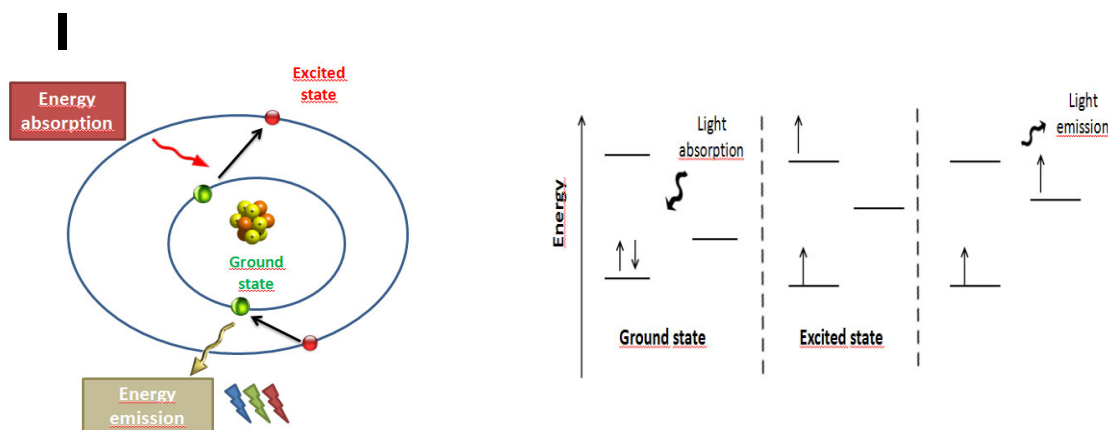 I
Excited
state
Energy
absorption
Ground
state
Energy
emission
Energy
Light
absorption
Light
emission
Ground state
Excited state